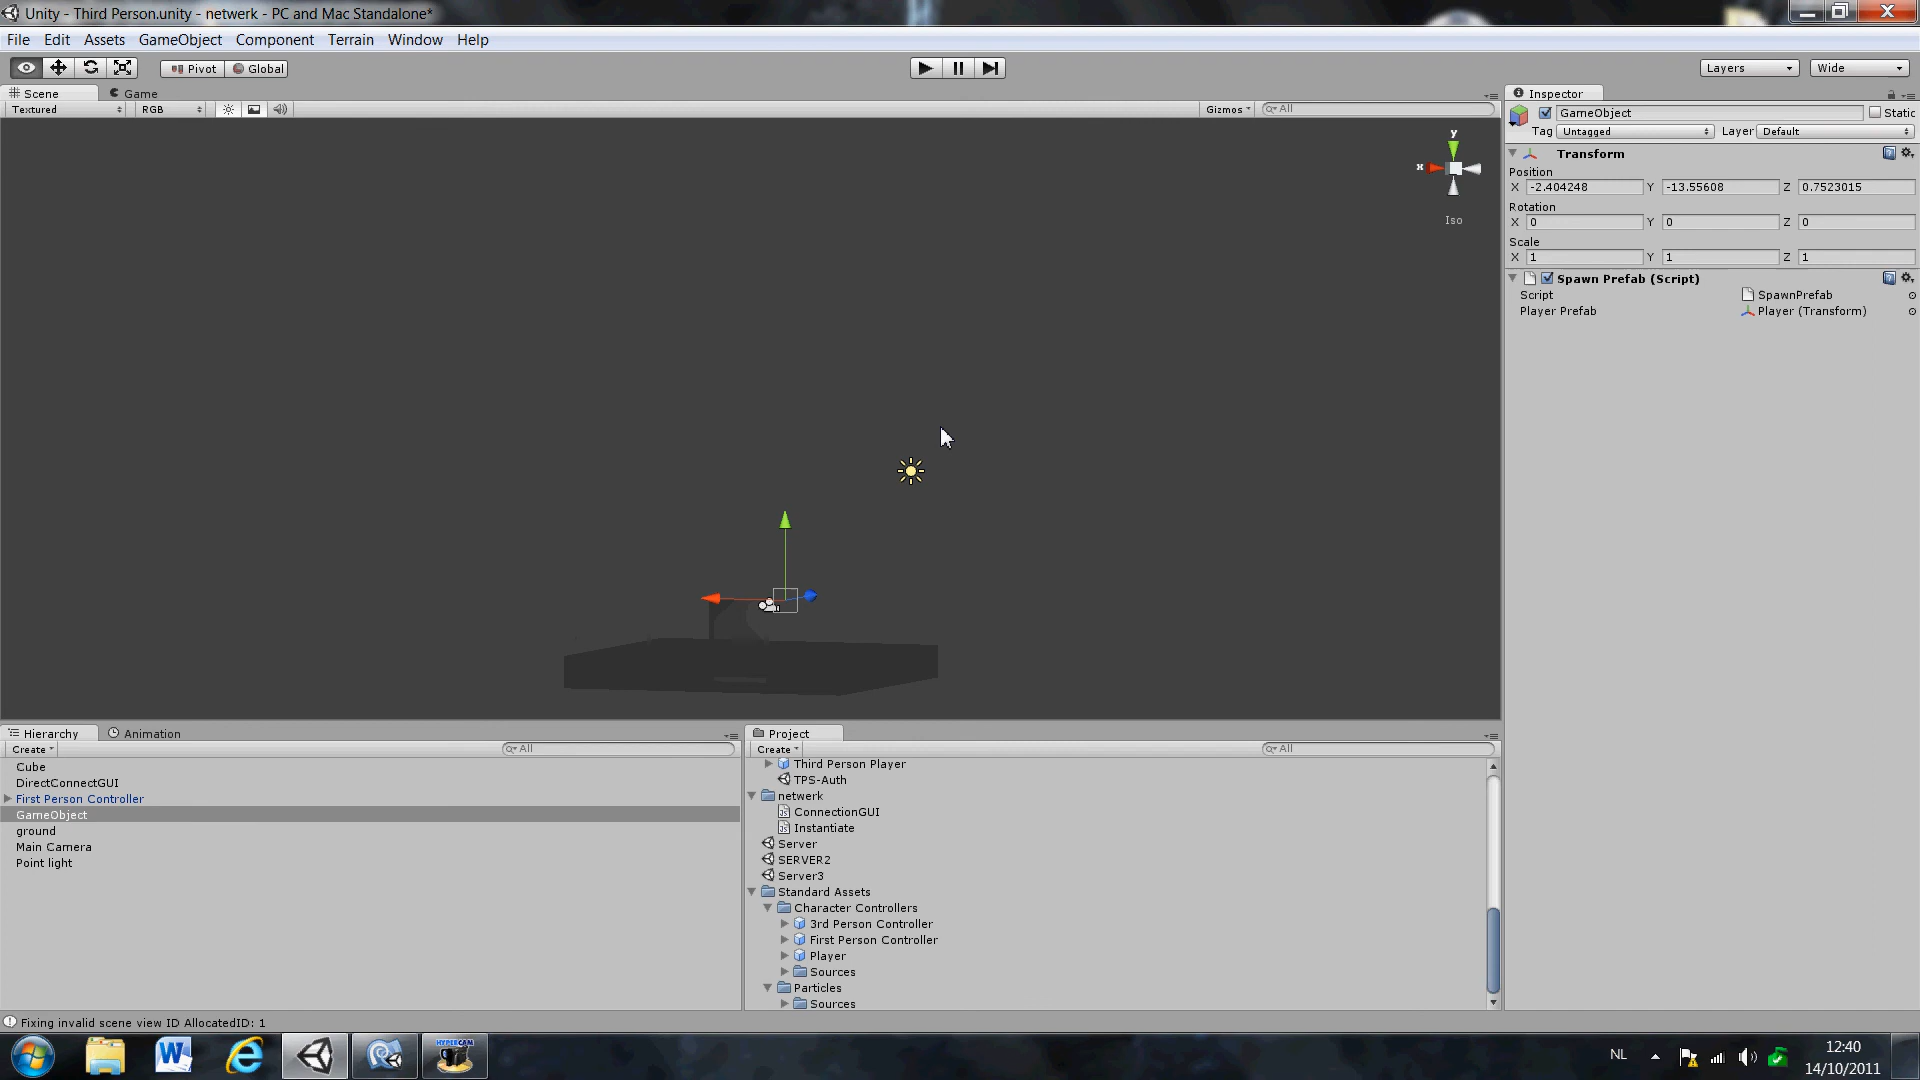 Unity - Third Person.unity - netwerk - PC and Mac Standalone*
File Edit Assets GameObject Component Terrain Window Help
Pivot Global Layers Wide
Scene Game
Textured RGB Gizmos All
y
x
Iso
Inspector
GameObject Static
Tag Untagged Layer Default
Transform
Position
X -2.404248 Y -13.55608 Z 0.7523015
Rotation
X 0 Y 0 Z 0
Scale
X 1 Y 1 Z 1
Spawn Prefab (Script)
Script SpawnPrefab
Player Prefab Player (Transform)
Hierarchy Animation
Create All
Cube
DirectConnectGUI
First Person Controller
GameObject
ground
Main Camera
Point light
Project
Create All
Third Person Player
TPS-Auth
netwerk
ConnectionGUI
Instantiate
Server
SERVER2
Server3
Standard Assets
Character Controllers
3rd Person Controller
First Person Controller
Player
Sources
Particles
Sources
Fixing invalid scene view ID AllocatedID: 1
HYPERCAM
NL
12:40
14/10/2011